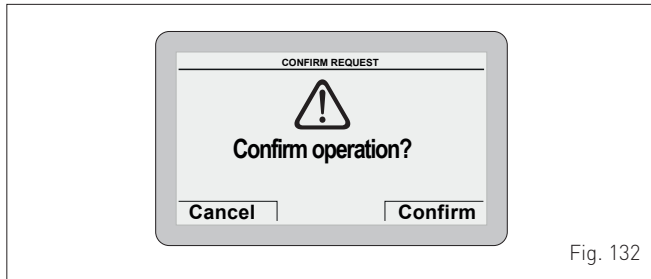 CONFIRM REQUEST
Confirm operation?
Cancel Confirm
Fig. 132